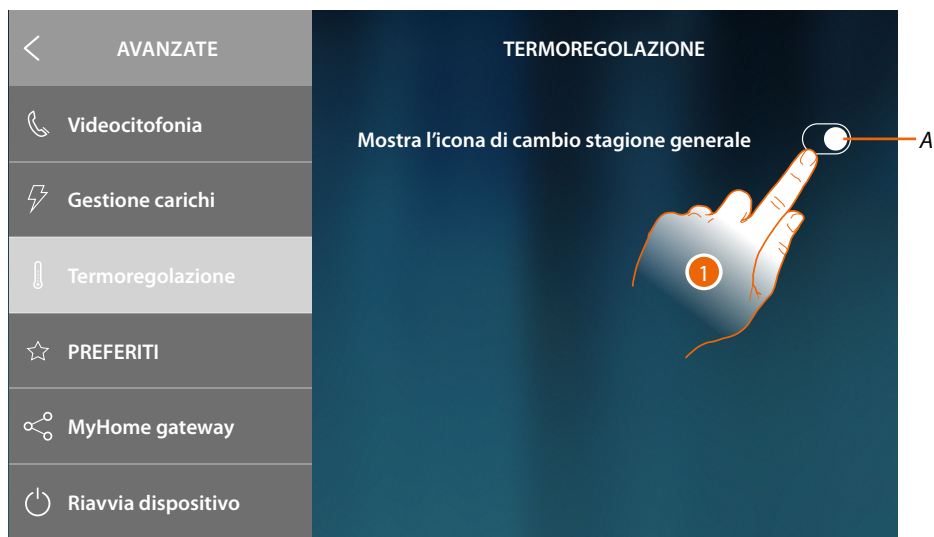 AVANZATE
TERMOREGOLAZIONE
Videocitofonia
Mostra l’icona di cambio stagione generale
A
Gestione carichi
Termoregolazione
1
PREFERITI
MyHome gateway
Riavvia dispositivo